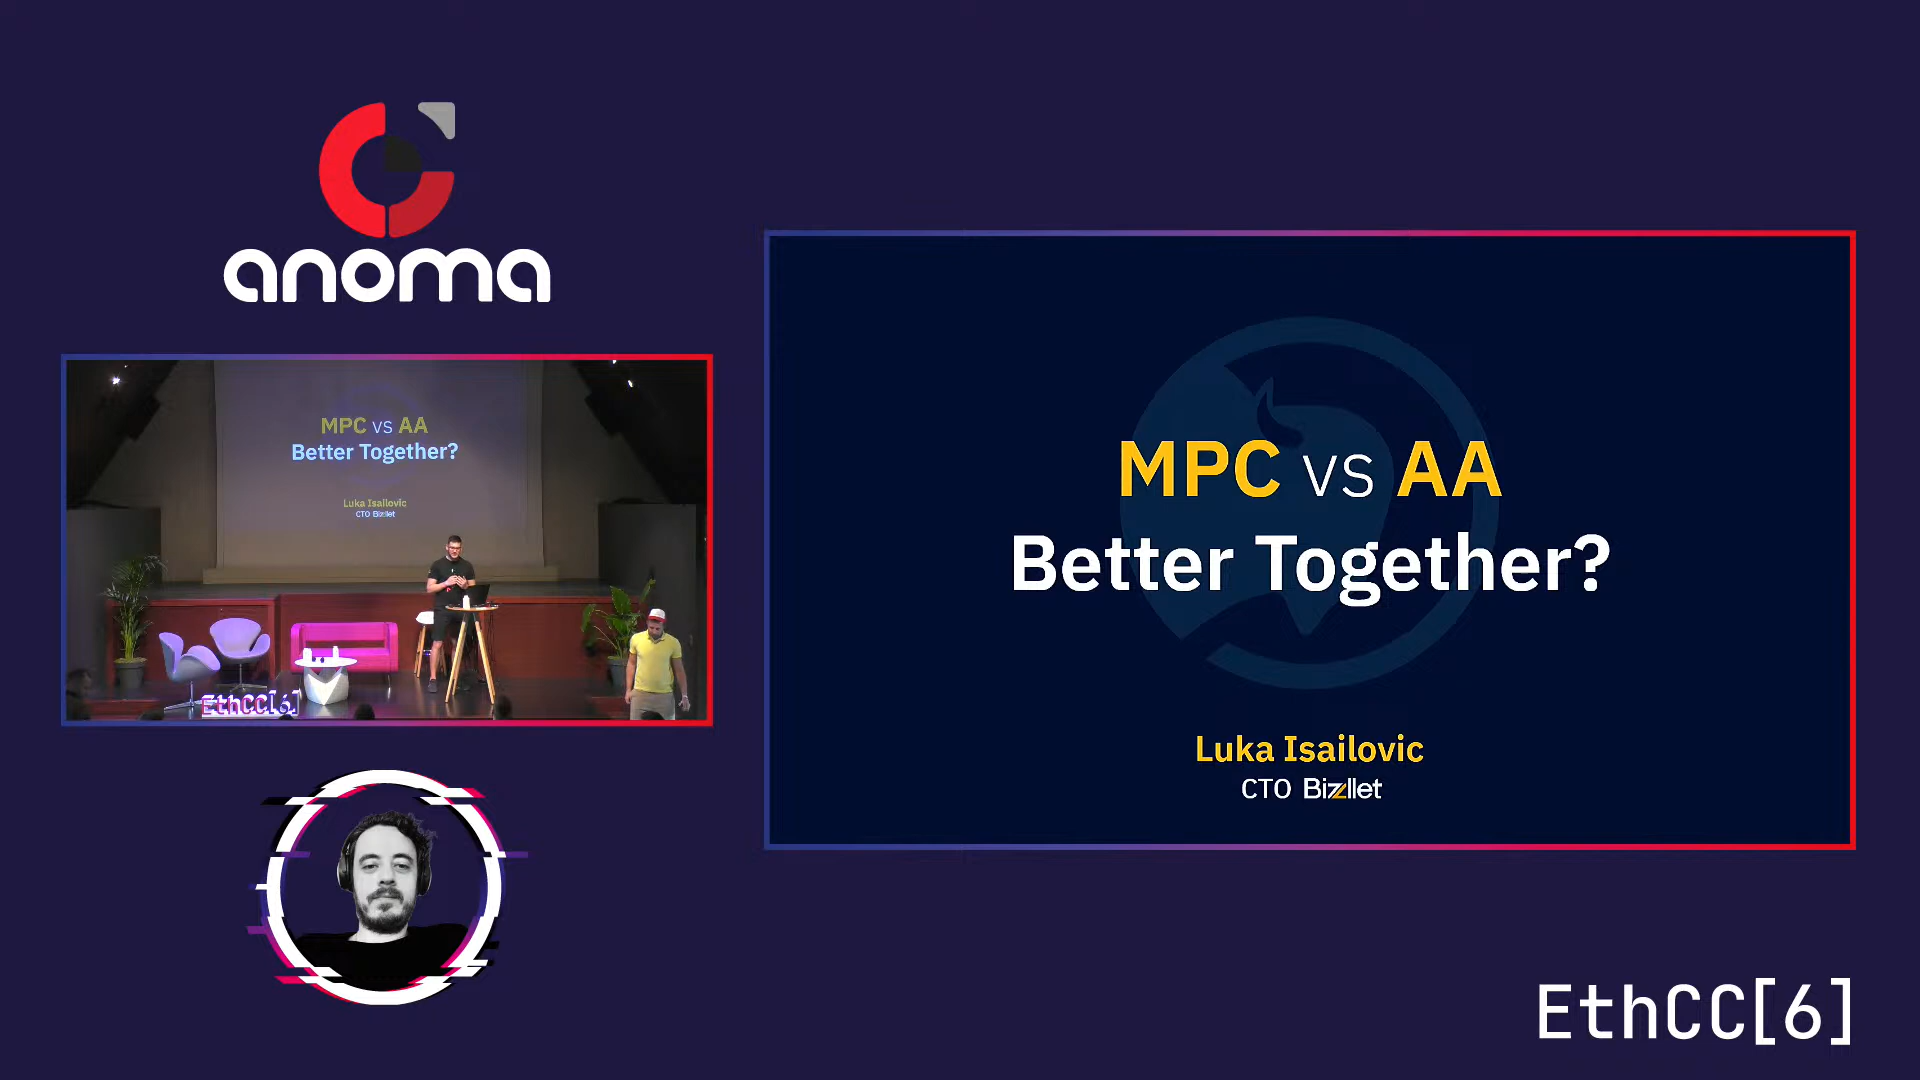 anoma
MPC vs AA
Better Together?
Luka Isailovic
CTO Bizllet
EthCC[6]
MPC vs AA
Better Together?
Luka Isailovic
CTO Bizllet
EthCC[6]